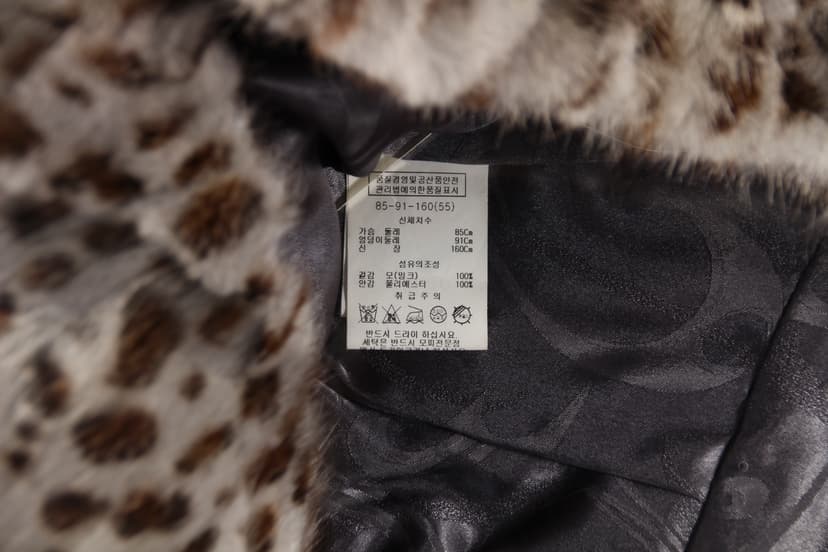 품질경영및공산품안전
관리법에의한품질표시
85-91-160(55)
신체치수
가슴 둘레 85Cm
엉덩이둘레 91Cm
신 장 160Cm
섬유의조성
겉감 모(밍크) 100%
안감 폴리에스터 100%
취 급 주 의
반드시 드라이 하십시요
세탁은 반드시 모피전문점